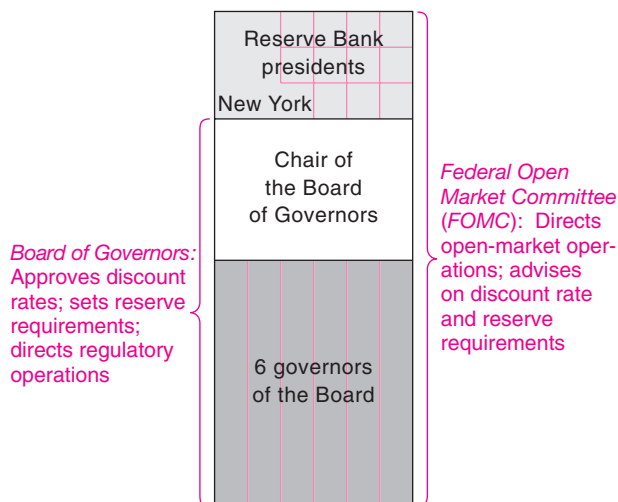 Reserve Bank
presidents
New York
Chair of
the Board
of Governors
6 governors
of the Board
Board of Governors:
Approves discount
rates; sets reserve
requirements;
directs regulatory
operations
Federal Open
Market Committee
(FOMC): Directs
open-market oper-
ations; advises
on discount rate
and reserve
requirements